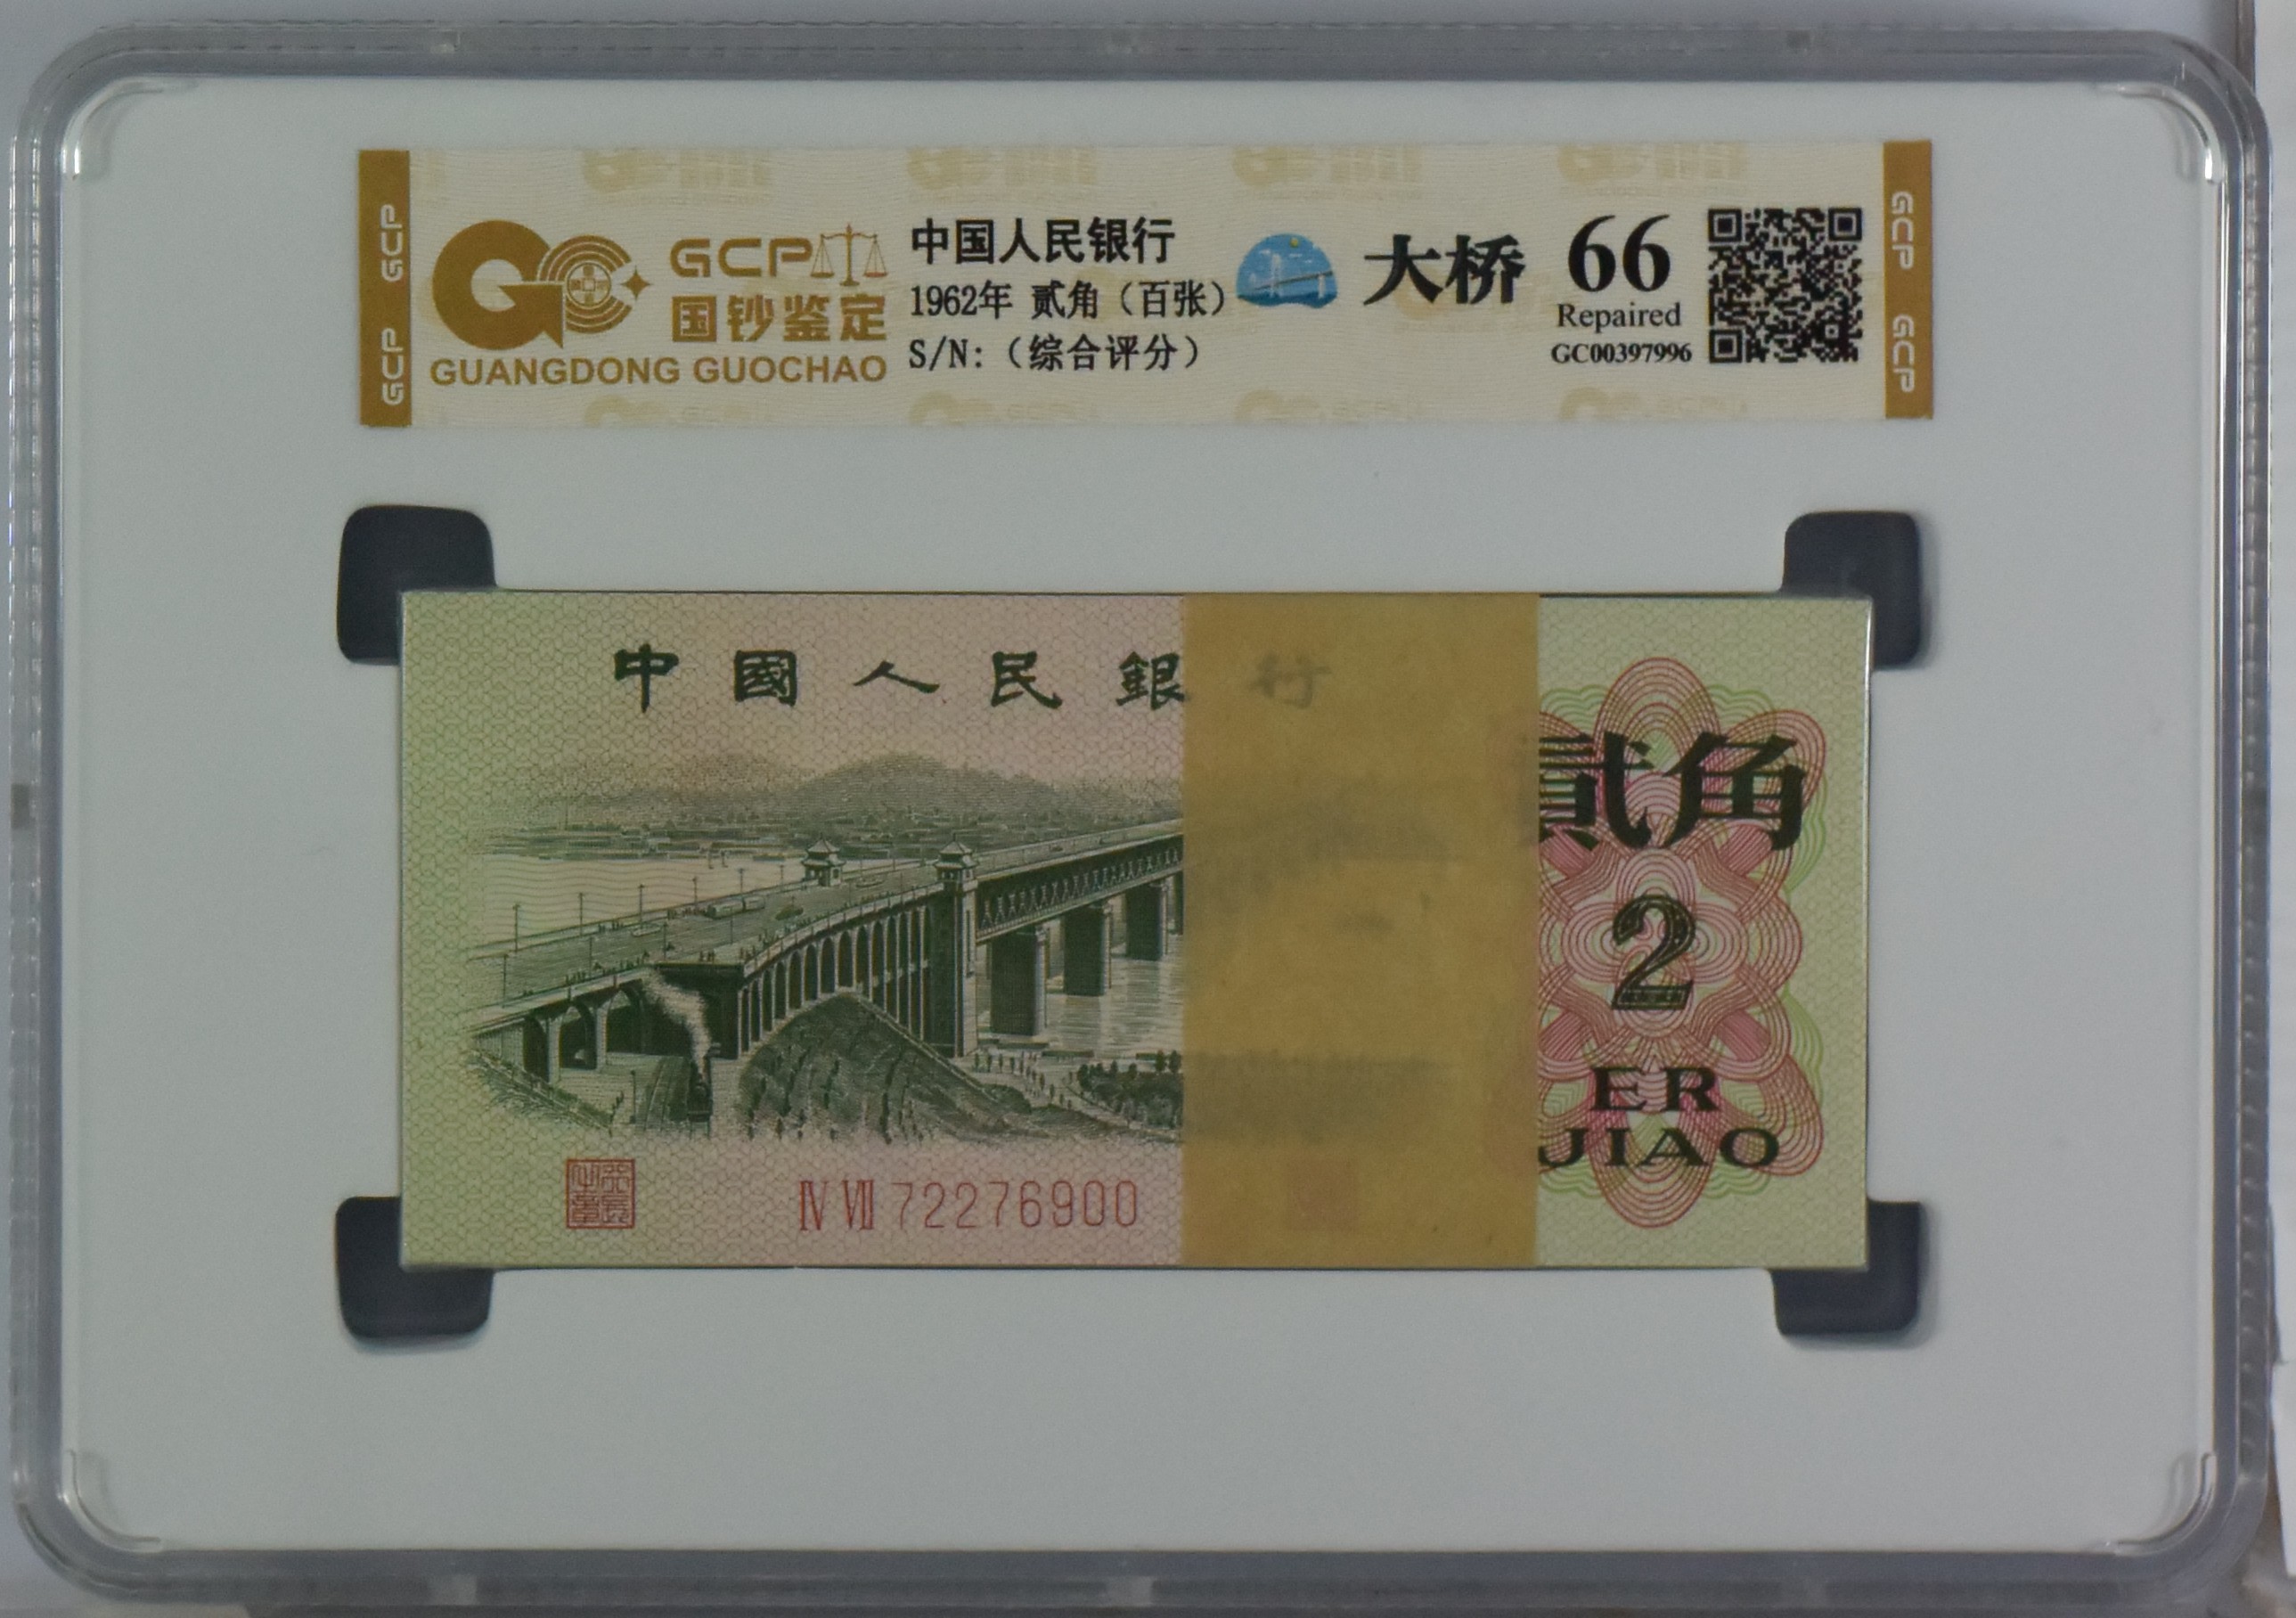 GCP GCP
GCP
国钞鉴定
GUANGDONG GUOCHAO
中国人民银行
1962年 贰角（百张）
S/N:（综合评分）
大桥
66
Repaired
GC00397996
GCP GCP
中國人民銀行
貳角
2
ER
JIAO
Ⅳ Ⅶ 72276900